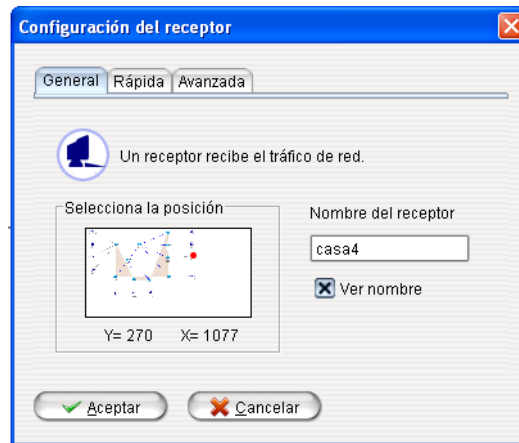 Configuración del receptor
General Rápida Avanzada
Un receptor recibe el tráfico de red.
Selecciona la posición
Y= 270 X= 1077
Nombre del receptor
casa4
Ver nombre
Aceptar Cancelar